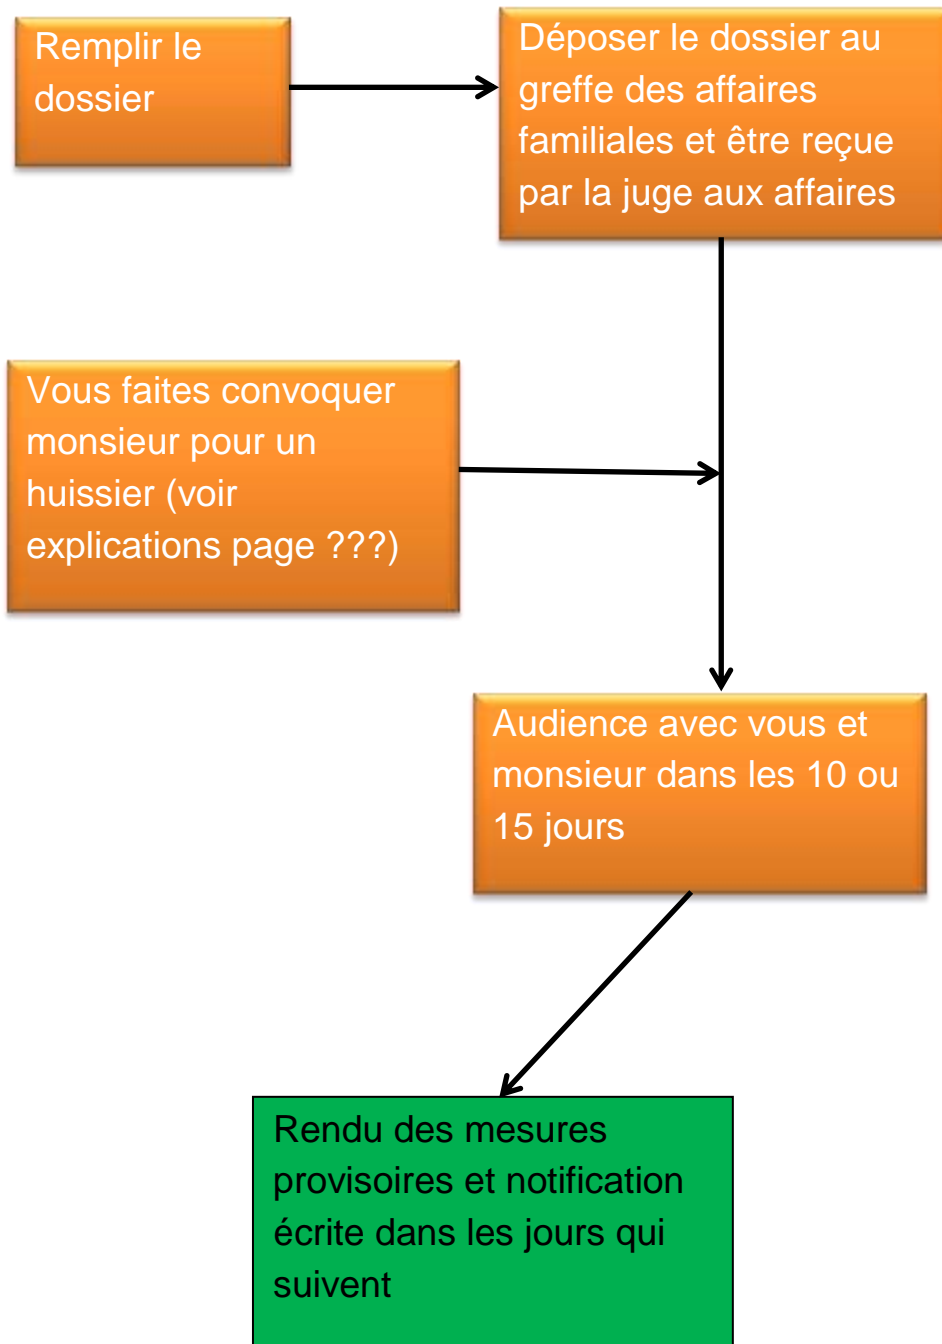 Remplir le
dossier
Déposer le dossier au
greffe des affaires
familiales et être reçue
par la juge aux affaires
Vous faites convoquer
monsieur pour un
huissier (voir
explications page ???)
Audience avec vous et
monsieur dans les 10 ou
15 jours
Rendu des mesures
provisoires et notification
écrite dans les jours qui
suivent